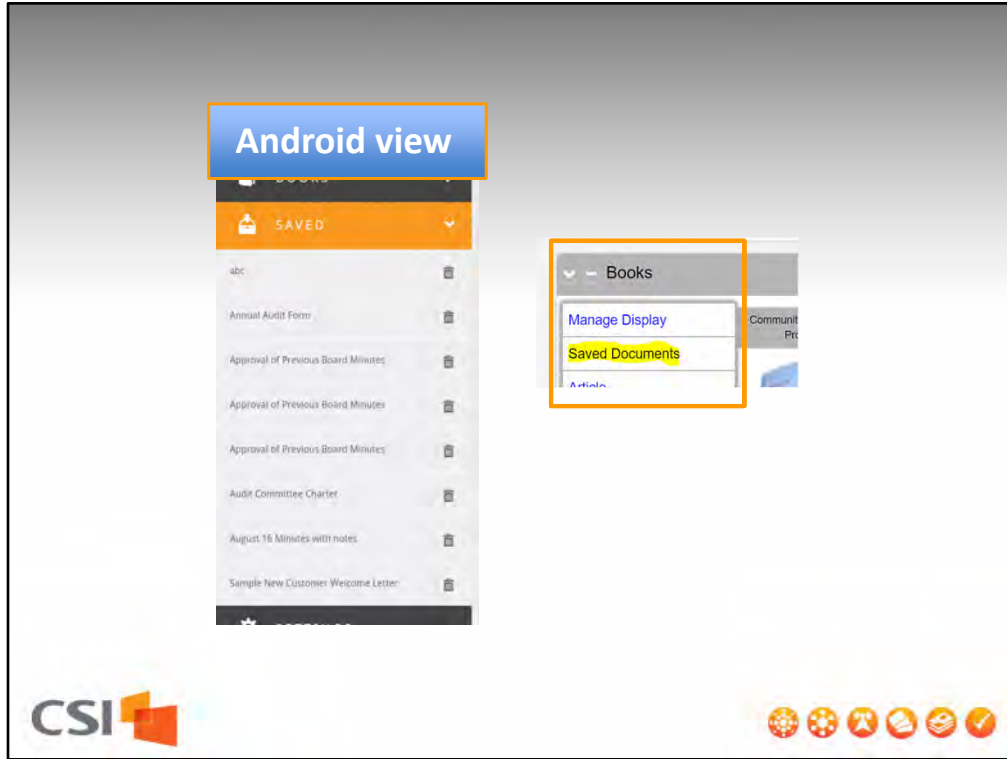 Android view
BOOKS
SAVED
abc
Annual Audit Form
Approval of Previous Board Minutes
Approval of Previous Board Minutes
Approval of Previous Board Minutes
Audit Committee Charter
August 16 Minutes with notes
Sample New Customer Welcome Letter
Books
Manage Display
Saved Documents
Article
CSI